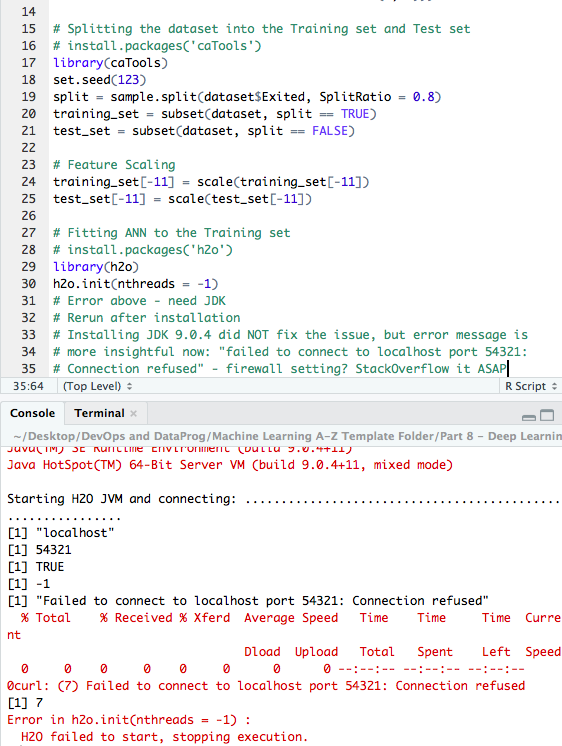 14
15 # Splitting the dataset into the Training set and Test set
16 # install.packages('caTools')
17 library(caTools)
18 set.seed(123)
19 split = sample.split(dataset$Exited, SplitRatio = 0.8)
20 training_set = subset(dataset, split == TRUE)
21 test_set = subset(dataset, split == FALSE)
22
23 # Feature Scaling
24 training_set[-11] = scale(training_set[-11])
25 test_set[-11] = scale(test_set[-11])
26
27 # Fitting ANN to the Training set
28 # install.packages('h2o')
29 library(h2o)
30 h2o.init(nthreads = -1)
31 # Error above - need JDK
32 # Rerun after installation
33 # Installing JDK 9.0.4 did NOT fix the issue, but error message is
34 # more insightful now: "failed to connect to localhost port 54321:
35 # Connection refused" - firewall setting? StackOverflow it ASAP
35:64 (Top Level) R Script
Console Terminal ×
~/Desktop/DevOps and DataProg/Machine Learning A-Z Template Folder/Part 8 - Deep Learnin
Java(TM) SE Runtime Environment (build 9.0.4+11)
Java HotSpot(TM) 64-Bit Server VM (build 9.0.4+11, mixed mode)
Starting H2O JVM and connecting: ..........................................
................
[1] "localhost"
[1] 54321
[1] TRUE
[1] -1
[1] "Failed to connect to localhost port 54321: Connection refused"
% Total % Received % Xferd Average Speed Time Time Time Curre
nt
Dload Upload Total Spent Left Speed
0 0 0 0 0 0 0 0 --:--:-- --:--:-- --:--:--
0curl: (7) Failed to connect to localhost port 54321: Connection refused
[1] 7
Error in h2o.init(nthreads = -1) :
H2O failed to start, stopping execution.